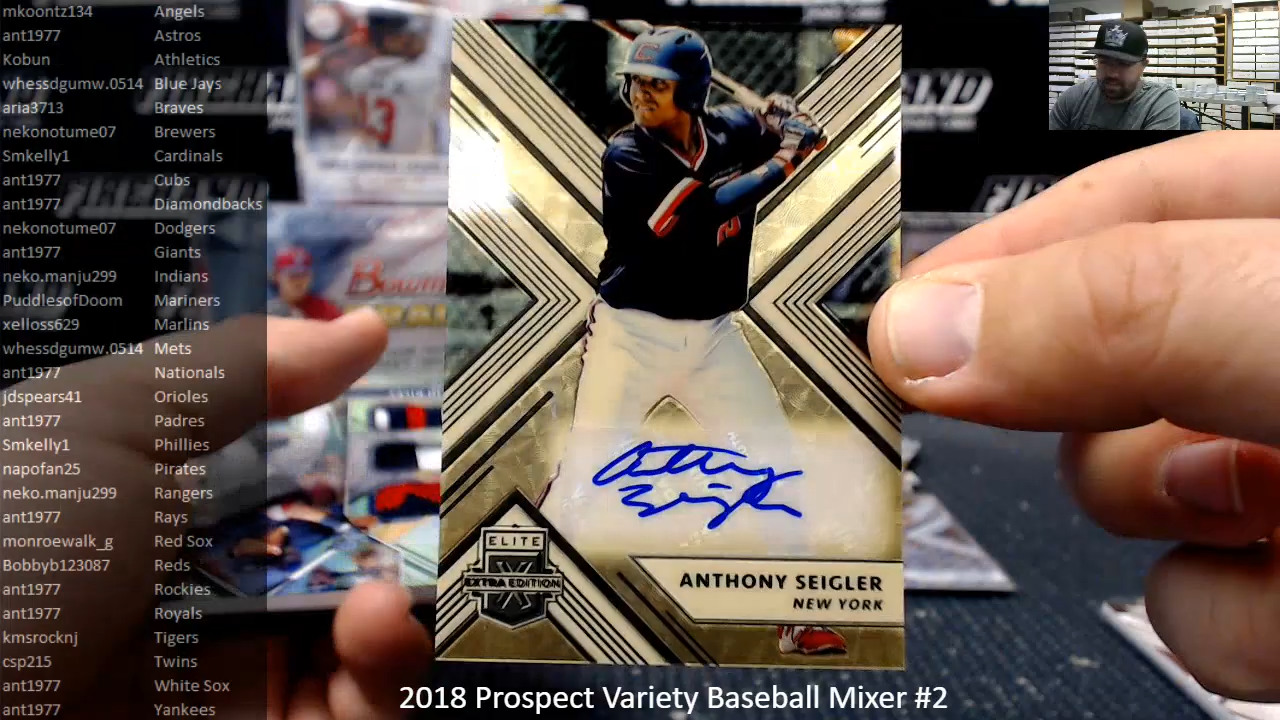 mkoontz134 Angels
ant1977 Astros
Kobun Athletics
whessdgumw.0514 Blue Jays
aria3713 Braves
nekonotume07 Brewers
Smkelly1 Cardinals
ant1977 Cubs
ant1977 Diamondbacks
nekonotume07 Dodgers
ant1977 Giants
neko.manju299 Indians
PuddlesofDoom Mariners
xelloss629 Marlins
whessdgumw.0514 Mets
ant1977 Nationals
jdspears41 Orioles
ant1977 Padres
Smkelly1 Phillies
napofan25 Pirates
neko.manju299 Rangers
ant1977 Rays
monroewalk_g Red Sox
Bobbyb123087 Reds
ant1977 Rockies
ant1977 Royals
kmsrocknj Tigers
csp215 Twins
ant1977 White Sox
ant1977 Yankees
13
C
2
Anthony
Seigler
ELITE
EXTRA EDITION
X
ANTHONY SEIGLER
NEW YORK
2018 Prospect Variety Baseball Mixer #2